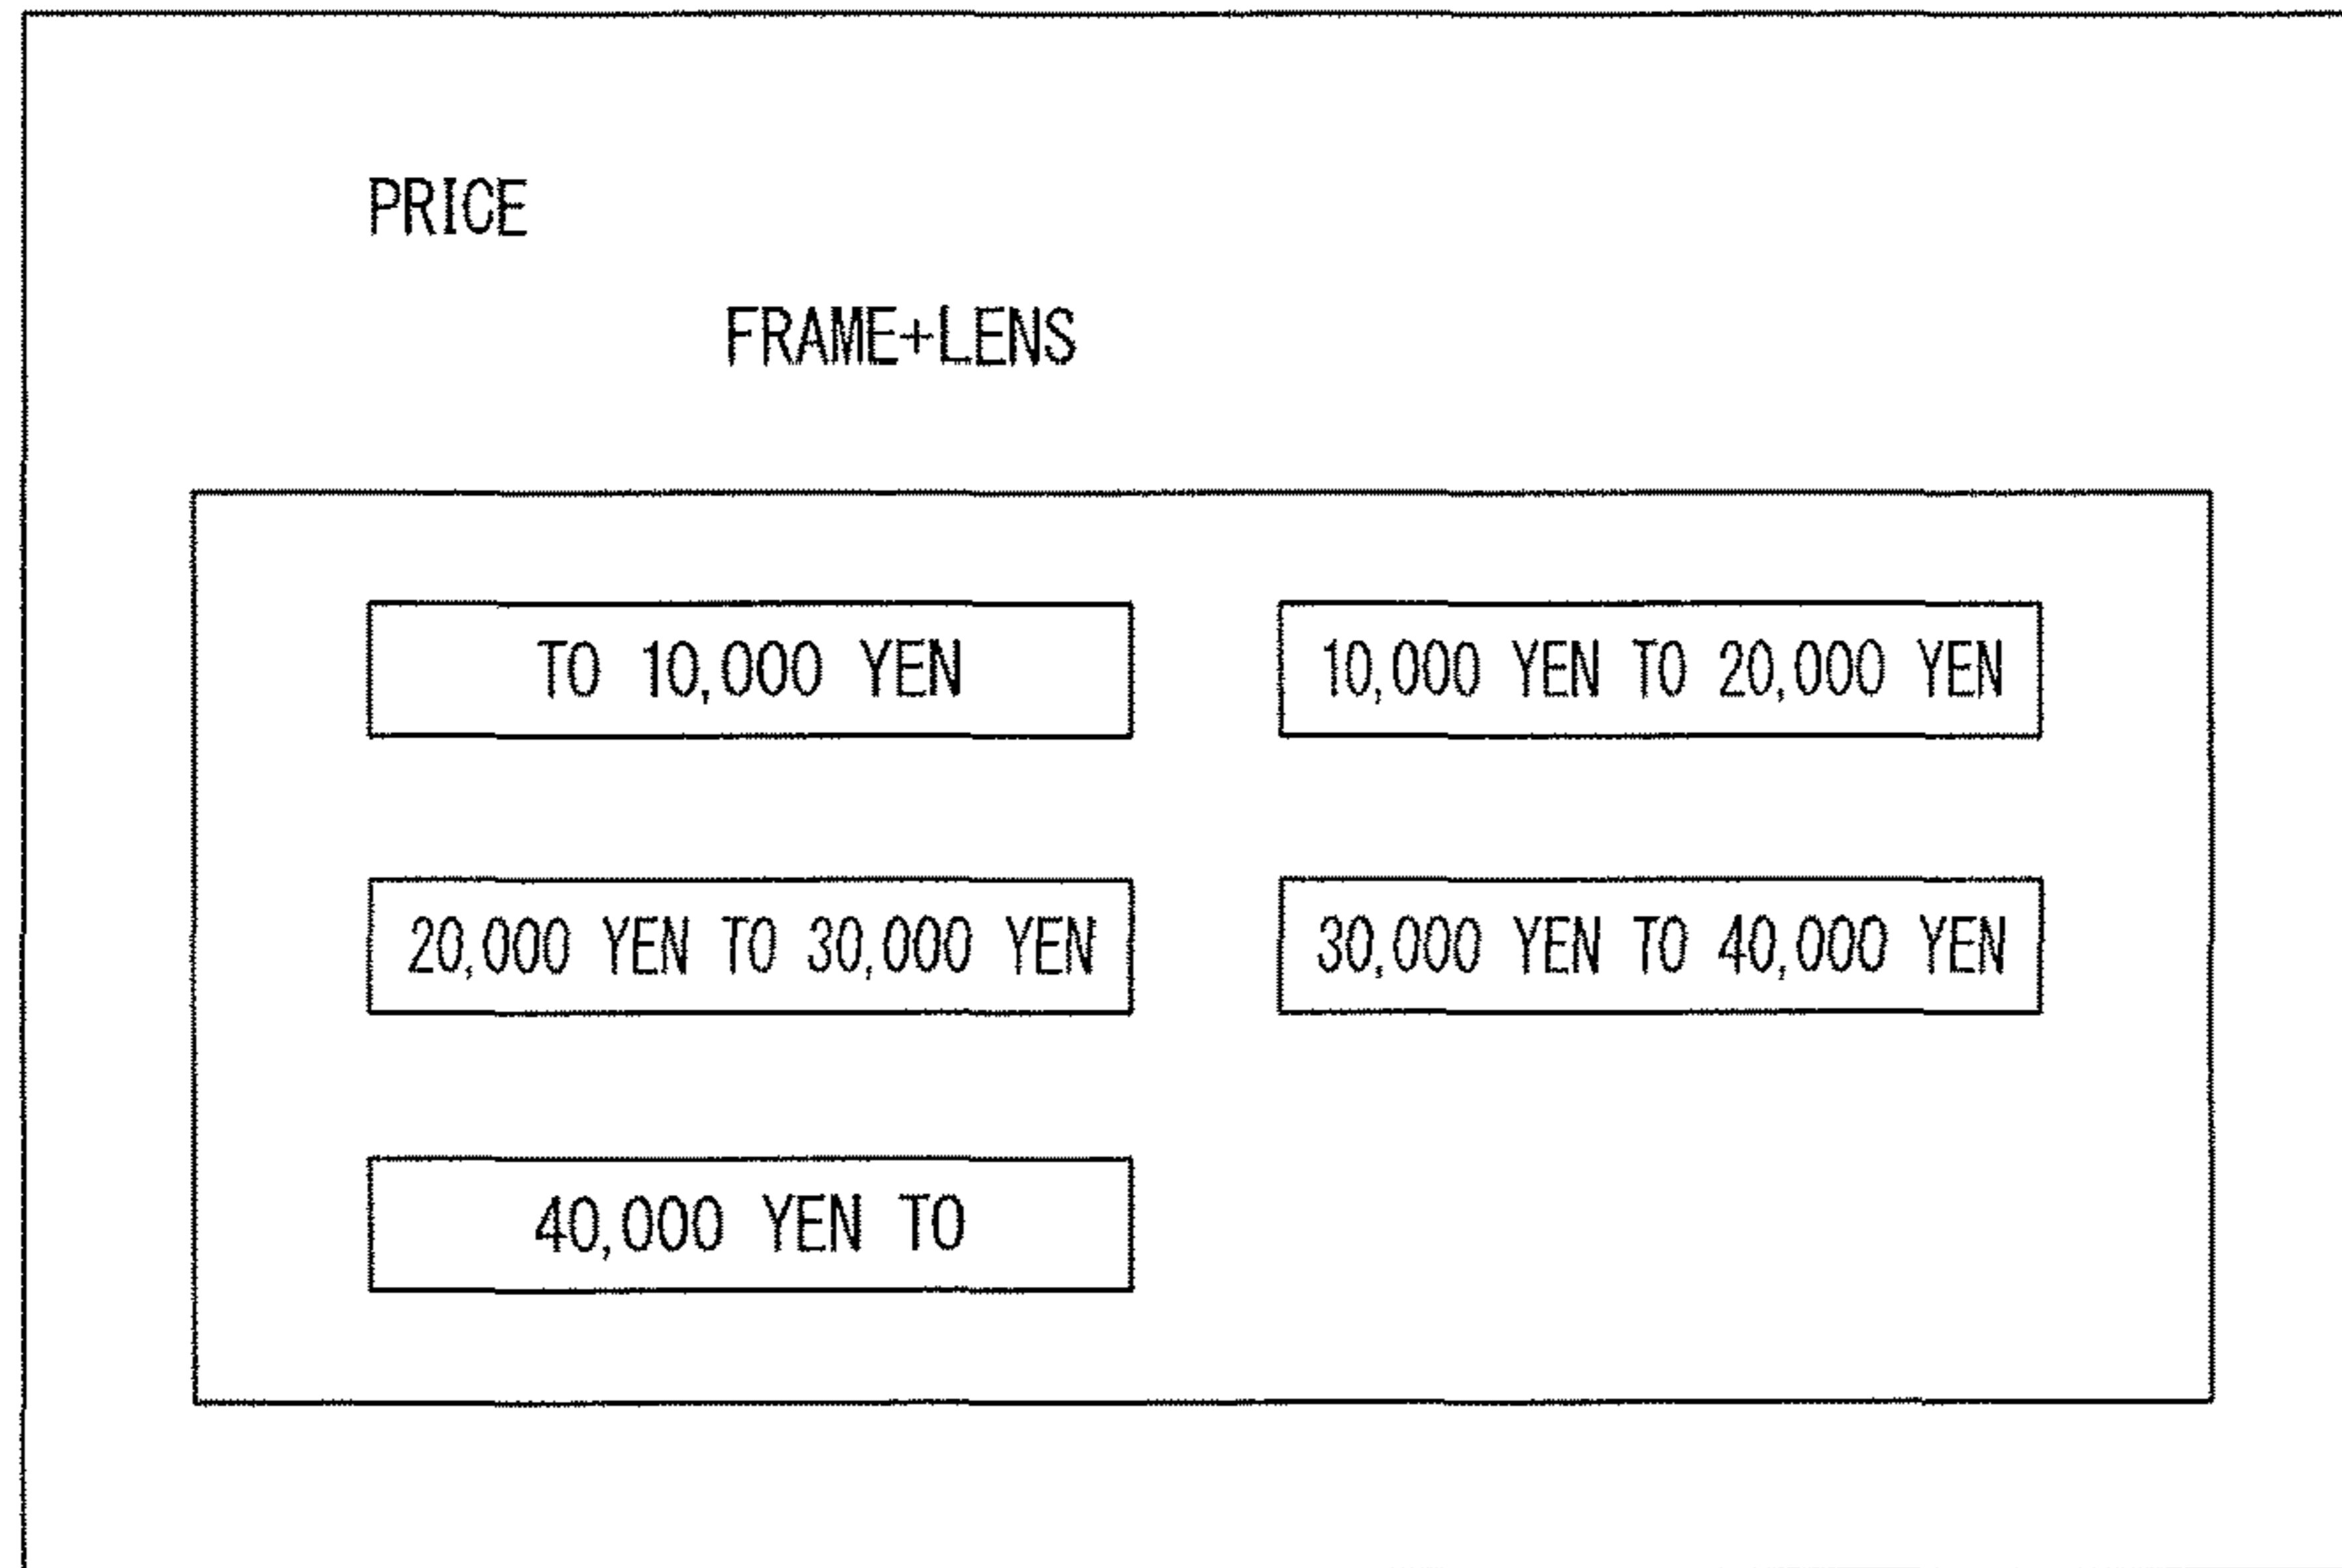 PRICE
FRAME+LENS
TO 10,000 YEN
10,000 YEN TO 20,000 YEN
20,000 YEN TO 30,000 YEN
30,000 YEN TO 40,000 YEN
40,000 YEN TO